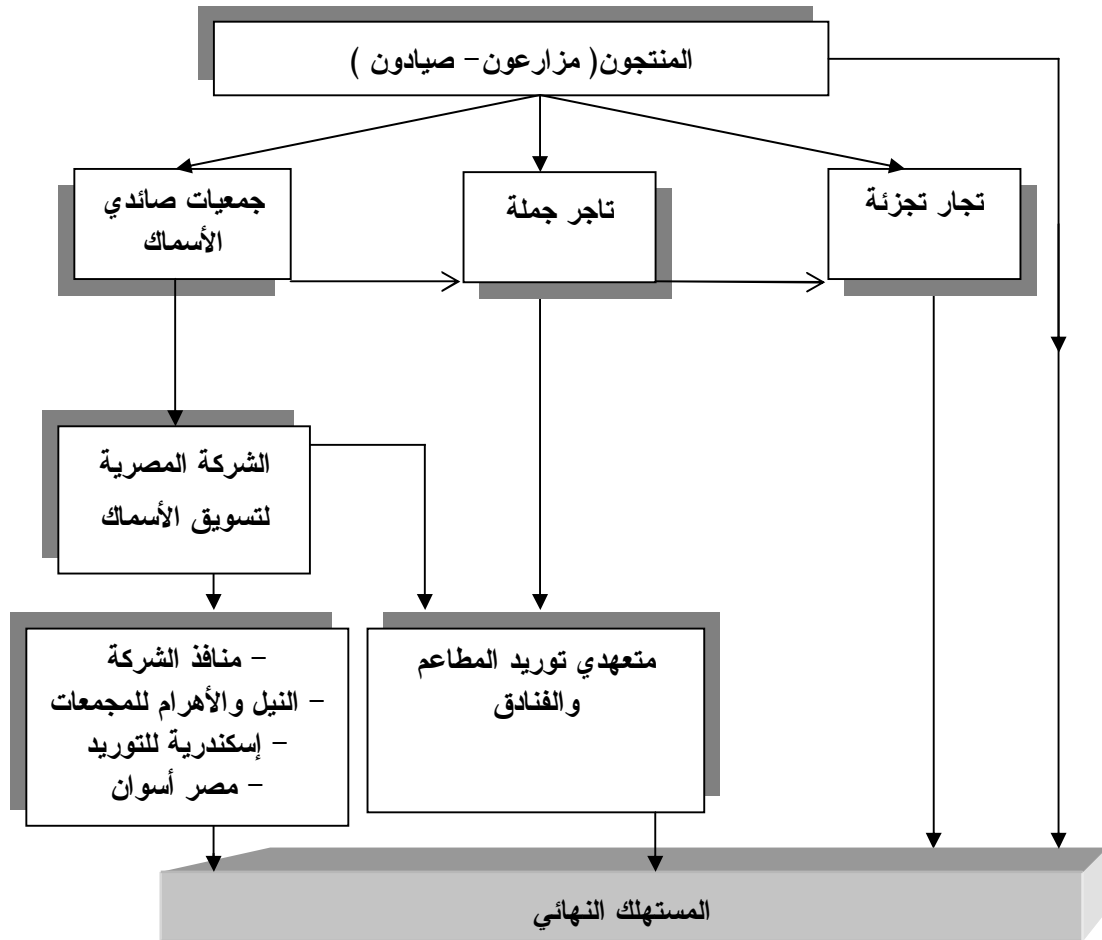 المنتجون( مزارعون– صيادون )
تجار تجزئة
تاجر جملة
جمعيات صائدي
الأسماك
الشركة المصرية
لتسويق الأسماك
متعهدي توريد المطاعم
والفنادق
– منافذ الشركة
– النيل والأهرام للمجمعات
– إسكندرية للتوريد
– مصر أسوان
المستهلك النهائي